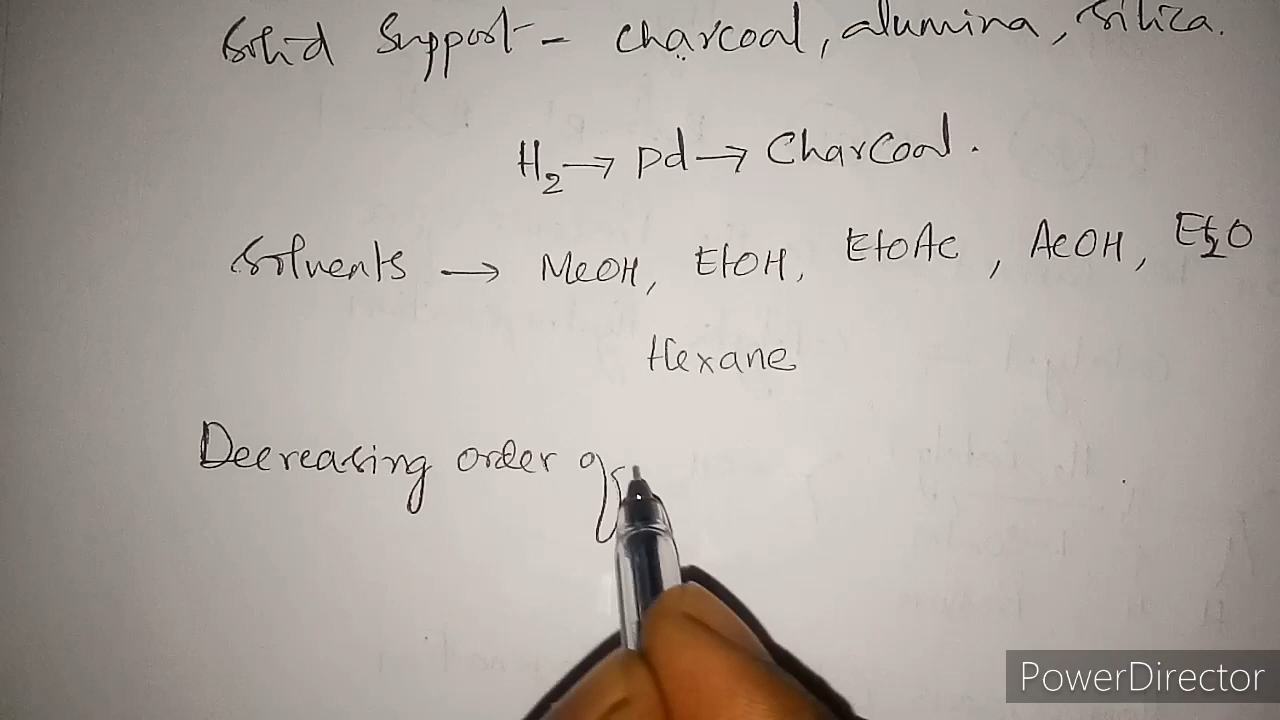 Solid Support - Charcoal, alumina, Silica.
H2 → Pd → Charcoal.
Solvents → MeOH, EtOH, EtoAc, AcOH, Et2O
Hexane
Decreasing order of
PowerDirector